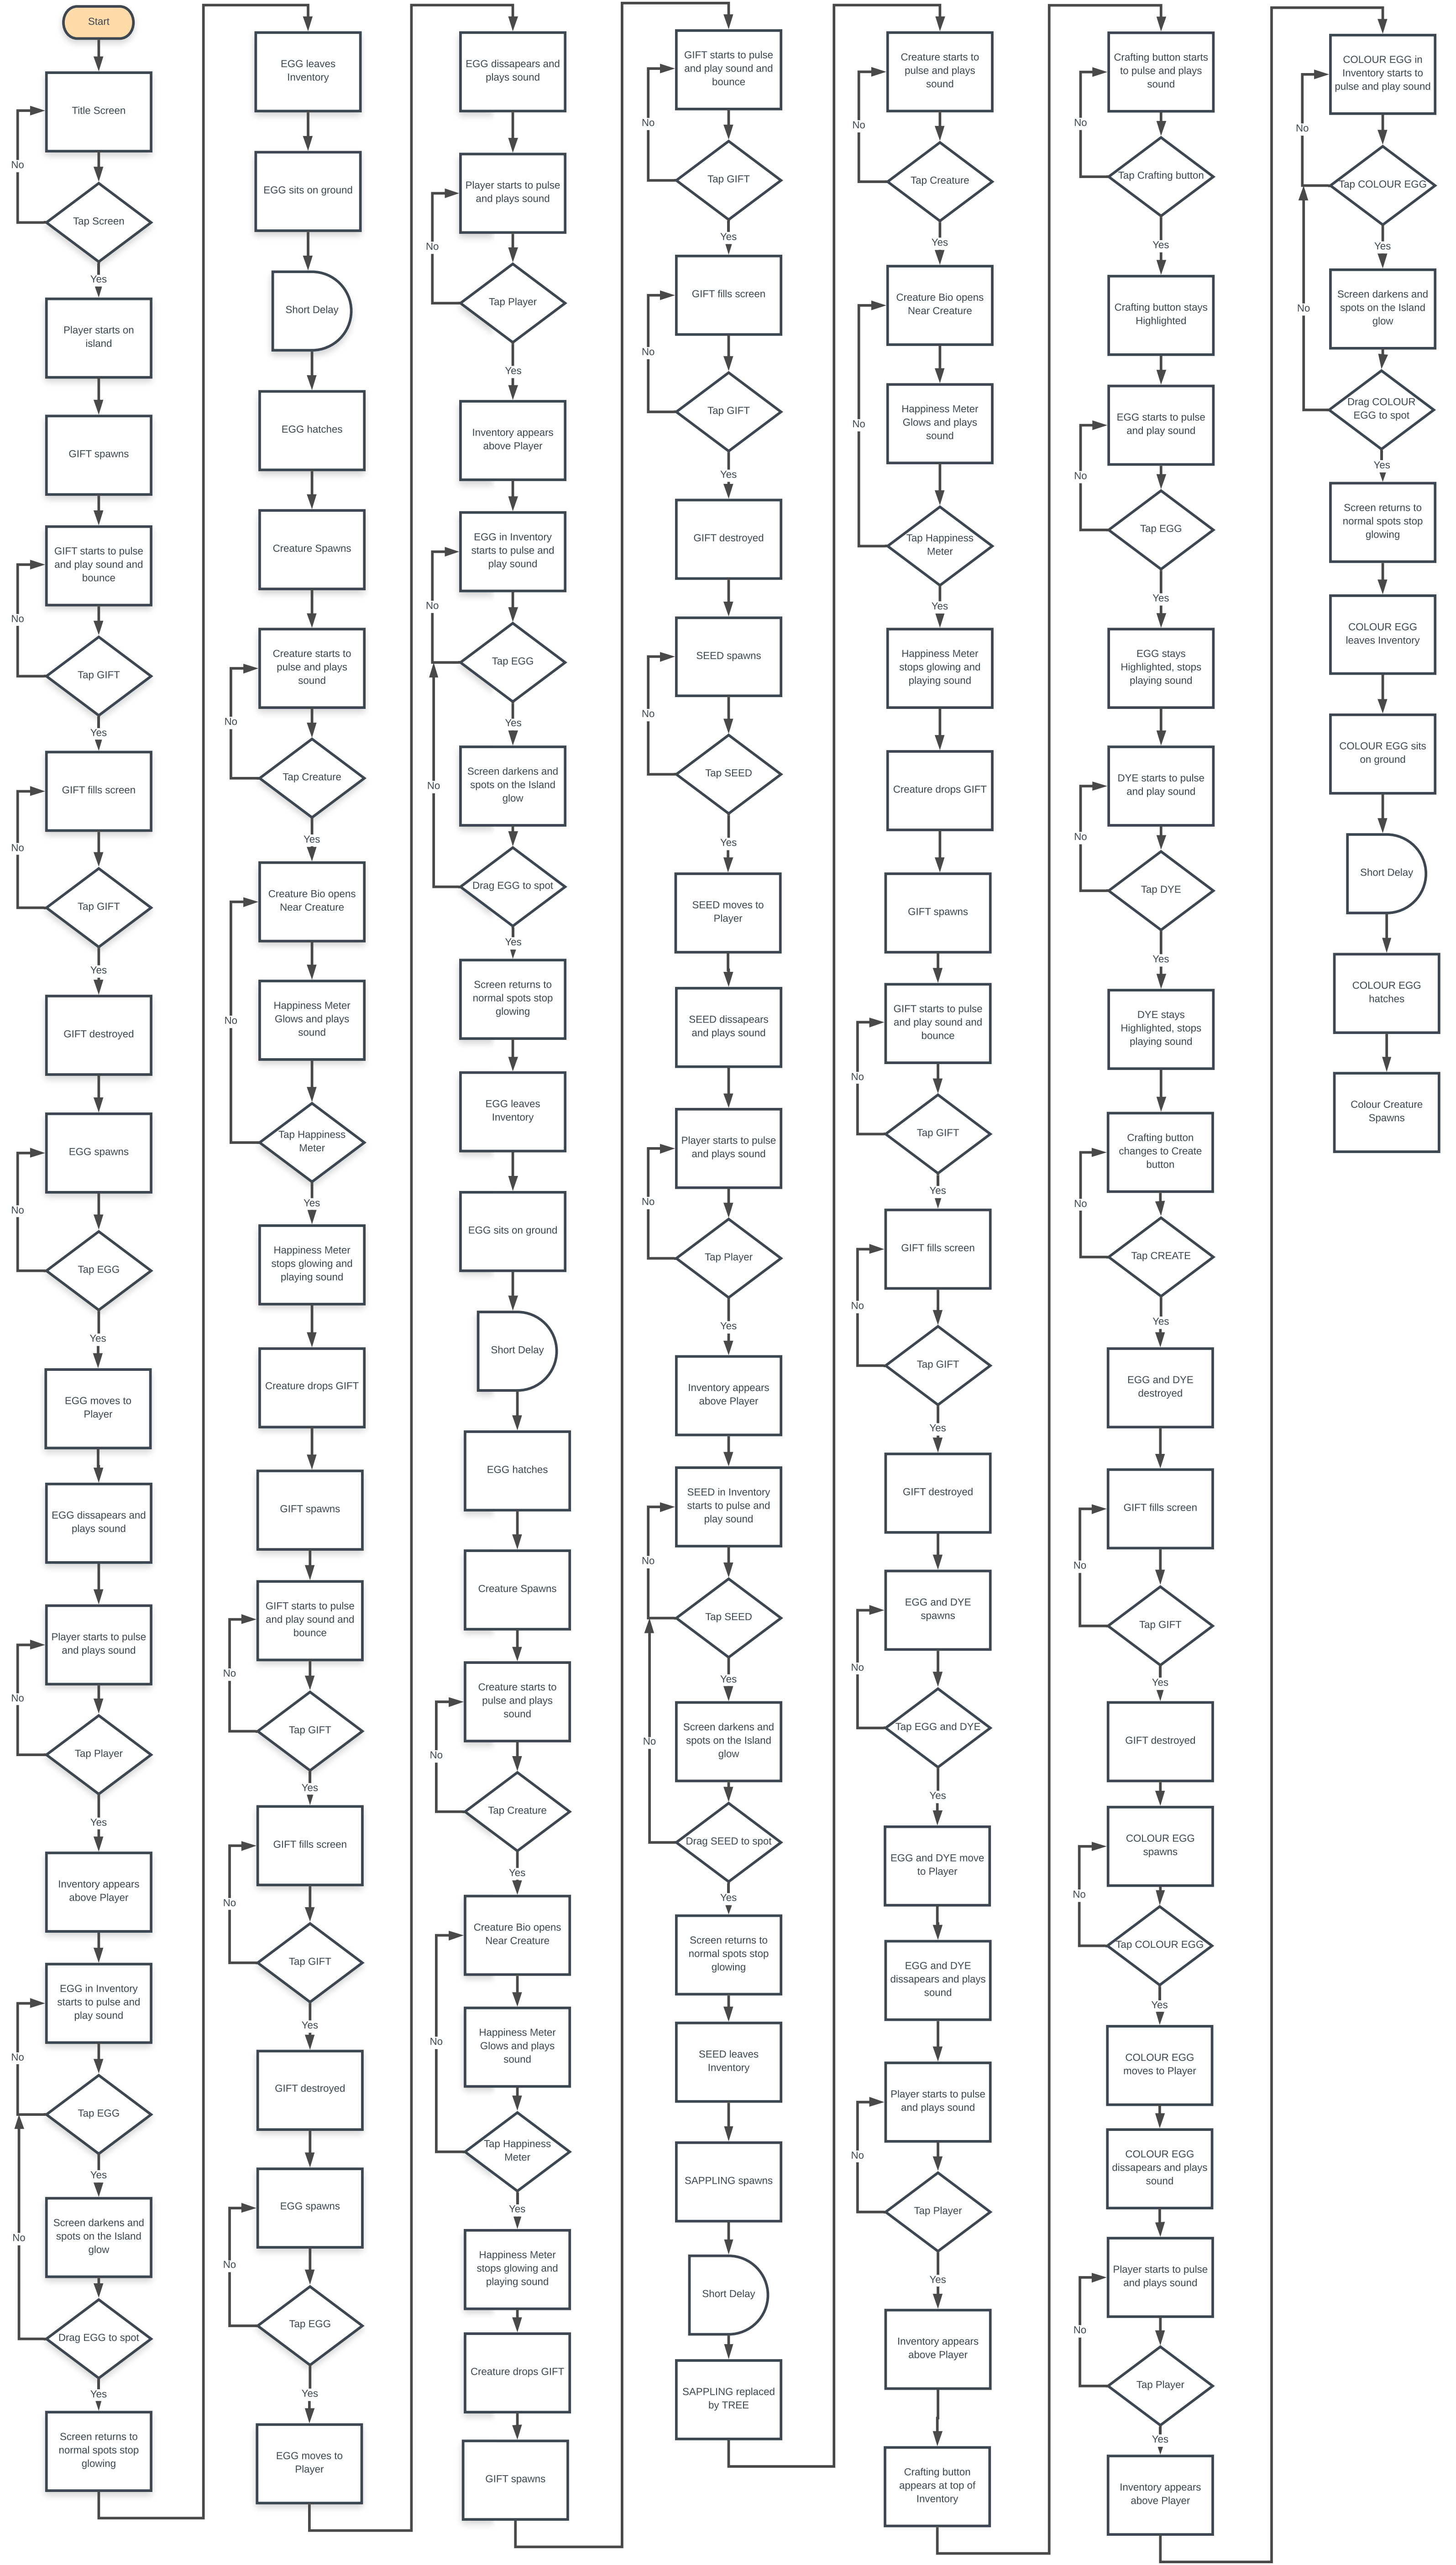 Start
Title Screen
No
Tap Screen
Yes
Player starts on
island
GIFT spawns
GIFT starts to pulse
and play sound and
bounce
No
Tap GIFT
Yes
GIFT fills screen
No
Tap GIFT
Yes
GIFT destroyed
EGG spawns
No
Tap EGG
Yes
EGG moves to
Player
EGG dissapears and
plays sound
Player starts to pulse
and plays sound
No
Tap Player
Yes
Inventory appears
above Player
EGG in Inventory
starts to pulse and
play sound
No
Tap EGG
Yes
Screen darkens and
spots on the Island
glow
No
Drag EGG to spot
Yes
Screen returns to
normal spots stop
glowing
EGG leaves
Inventory
EGG sits on ground
Short Delay
EGG hatches
Creature Spawns
Creature starts to
pulse and plays
sound
No
Tap Creature
Yes
Creature Bio opens
Near Creature
Happiness Meter
Glows and plays
sound
No
Tap Happiness
Meter
Yes
Happiness Meter
stops glowing and
playing sound
Creature drops GIFT
GIFT spawns
GIFT starts to pulse
and play sound and
bounce
No
Tap GIFT
Yes
GIFT fills screen
No
Tap GIFT
Yes
GIFT destroyed
EGG spawns
No
Tap EGG
Yes
EGG moves to
Player
EGG dissapears and
plays sound
Player starts to pulse
and plays sound
No
Tap Player
Yes
Inventory appears
above Player
EGG in Inventory
starts to pulse and
play sound
No
Tap EGG
Yes
Screen darkens and
spots on the Island
glow
No
Drag EGG to spot
Yes
Screen returns to
normal spots stop
glowing
EGG leaves
Inventory
EGG sits on ground
Short Delay
EGG hatches
Creature Spawns
Creature starts to
pulse and plays
sound
No
Tap Creature
Yes
Creature Bio opens
Near Creature
Happiness Meter
Glows and plays
sound
No
Tap Happiness
Meter
Yes
Happiness Meter
stops glowing and
playing sound
Creature drops GIFT
GIFT spawns
GIFT starts to pulse
and play sound and
bounce
No
Tap GIFT
Yes
GIFT fills screen
No
Tap GIFT
Yes
GIFT destroyed
SEED spawns
No
Tap SEED
Yes
SEED moves to
Player
SEED dissapears
and plays sound
Player starts to pulse
and plays sound
No
Tap Player
Yes
Inventory appears
above Player
SEED in Inventory
starts to pulse and
play sound
No
Tap SEED
Yes
Screen darkens and
spots on the Island
glow
No
Drag SEED to spot
Yes
Screen returns to
normal spots stop
glowing
SEED leaves
Inventory
SAPPLING spawns
Short Delay
SAPPLING replaced
by TREE
Creature starts to
pulse and plays
sound
No
Tap Creature
Yes
Creature Bio opens
Near Creature
Happiness Meter
Glows and plays
sound
No
Tap Happiness
Meter
Yes
Happiness Meter
stops glowing and
playing sound
Creature drops GIFT
GIFT spawns
GIFT starts to pulse
and play sound and
bounce
No
Tap GIFT
Yes
GIFT fills screen
No
Tap GIFT
Yes
GIFT destroyed
EGG and DYE
spawns
No
Tap EGG and DYE
Yes
EGG and DYE move
to Player
EGG and DYE
dissapears and plays
sound
Player starts to pulse
and plays sound
No
Tap Player
Yes
Inventory appears
above Player
Crafting button
appears at top of
Inventory
Crafting button starts
to pulse and plays
sound
No
Tap Crafting button
Yes
Crafting button stays
Highlighted
EGG starts to pulse
and play sound
No
Tap EGG
Yes
EGG stays
Highlighted, stops
playing sound
DYE starts to pulse
and play sound
No
Tap DYE
Yes
DYE stays
Highlighted, stops
playing sound
Crafting button
changes to Create
button
No
Tap CREATE
Yes
EGG and DYE
destroyed
GIFT fills screen
No
Tap GIFT
Yes
GIFT destroyed
COLOUR EGG
spawns
No
Tap COLOUR EGG
Yes
COLOUR EGG
moves to Player
COLOUR EGG
dissapears and plays
sound
Player starts to pulse
and plays sound
No
Tap Player
Yes
Inventory appears
above Player
COLOUR EGG in
Inventory starts to
pulse and play sound
No
Tap COLOUR EGG
Yes
Screen darkens and
spots on the Island
glow
No
Drag COLOUR
EGG to spot
Yes
Screen returns to
normal spots stop
glowing
COLOUR EGG
leaves Inventory
COLOUR EGG sits
on ground
Short Delay
COLOUR EGG
hatches
Colour Creature
Spawns